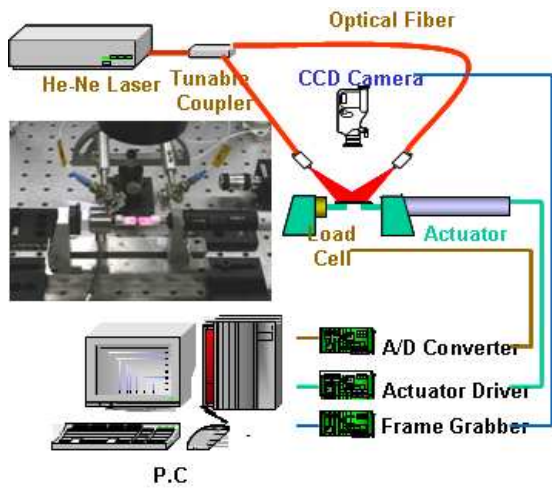 Optical Fiber
He-Ne Laser
Tunable
Coupler
CCD Camera
Load
Cell
Actuator
A/D Converter
Actuator Driver
Frame Grabber
P.C